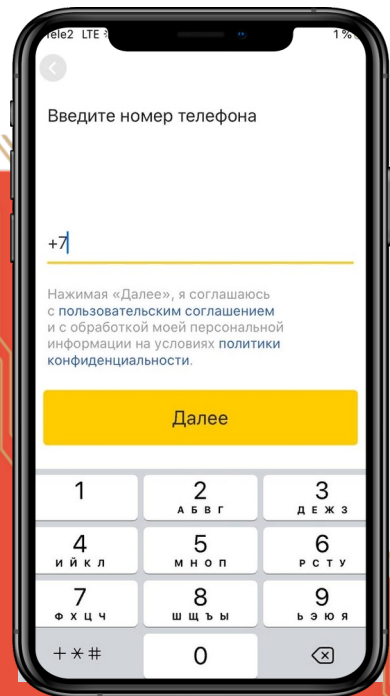 Tele2 LTE 1 %
Введите номер телефона
+7
Нажимая «Далее», я соглашаюсь
с пользовательским соглашением
и с обработкой моей персональной
информации на условиях политики
конфиденциальности.
Далее
1 2 3
А Б В Г Д Е Ж З
4 5 6
И Й К Л М Н О П Р С Т У
7 8 9
Ф Х Ц Ч Ш Щ Ъ Ы Ь Э Ю Я
+ * # 0